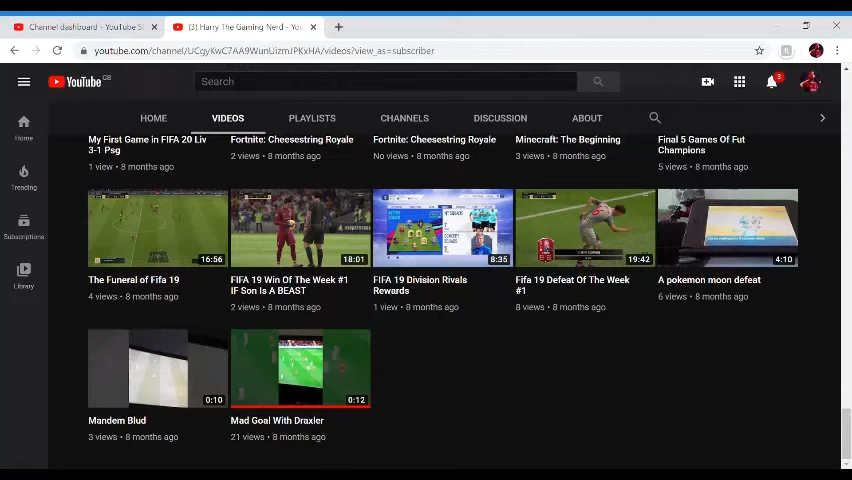 Channel dashboard - YouTube S
(3) Harry The Gaming Nerd - You
youtube.com/channel/UCgyKwC7AA9WunUizmJPKxHA/videos?view_as=subscriber
YouTube GB
Search
3
HOME VIDEOS PLAYLISTS CHANNELS DISCUSSION ABOUT
Home
Trending
Subscriptions
Library
My First Game in FIFA 20 Liv
3-1 Psg
1 view • 8 months ago
Fortnite: Cheesestring Royale
2 views • 8 months ago
Fortnite: Cheesestring Royale
No views • 8 months ago
Minecraft: The Beginning
3 views • 8 months ago
Final 5 Games Of Fut
Champions
5 views • 8 months ago
16:56
The Funeral of Fifa 19
4 views • 8 months ago
18:01
FIFA 19 Win Of The Week #1
IF Son Is A BEAST
2 views • 8 months ago
8:35
FIFA 19 Division Rivals
Rewards
1 view • 8 months ago
19:42
Fifa 19 Defeat Of The Week
#1
8 views • 8 months ago
4:10
A pokemon moon defeat
6 views • 8 months ago
0:10
Mandem Blud
3 views • 8 months ago
0:12
Mad Goal With Draxler
21 views • 8 months ago